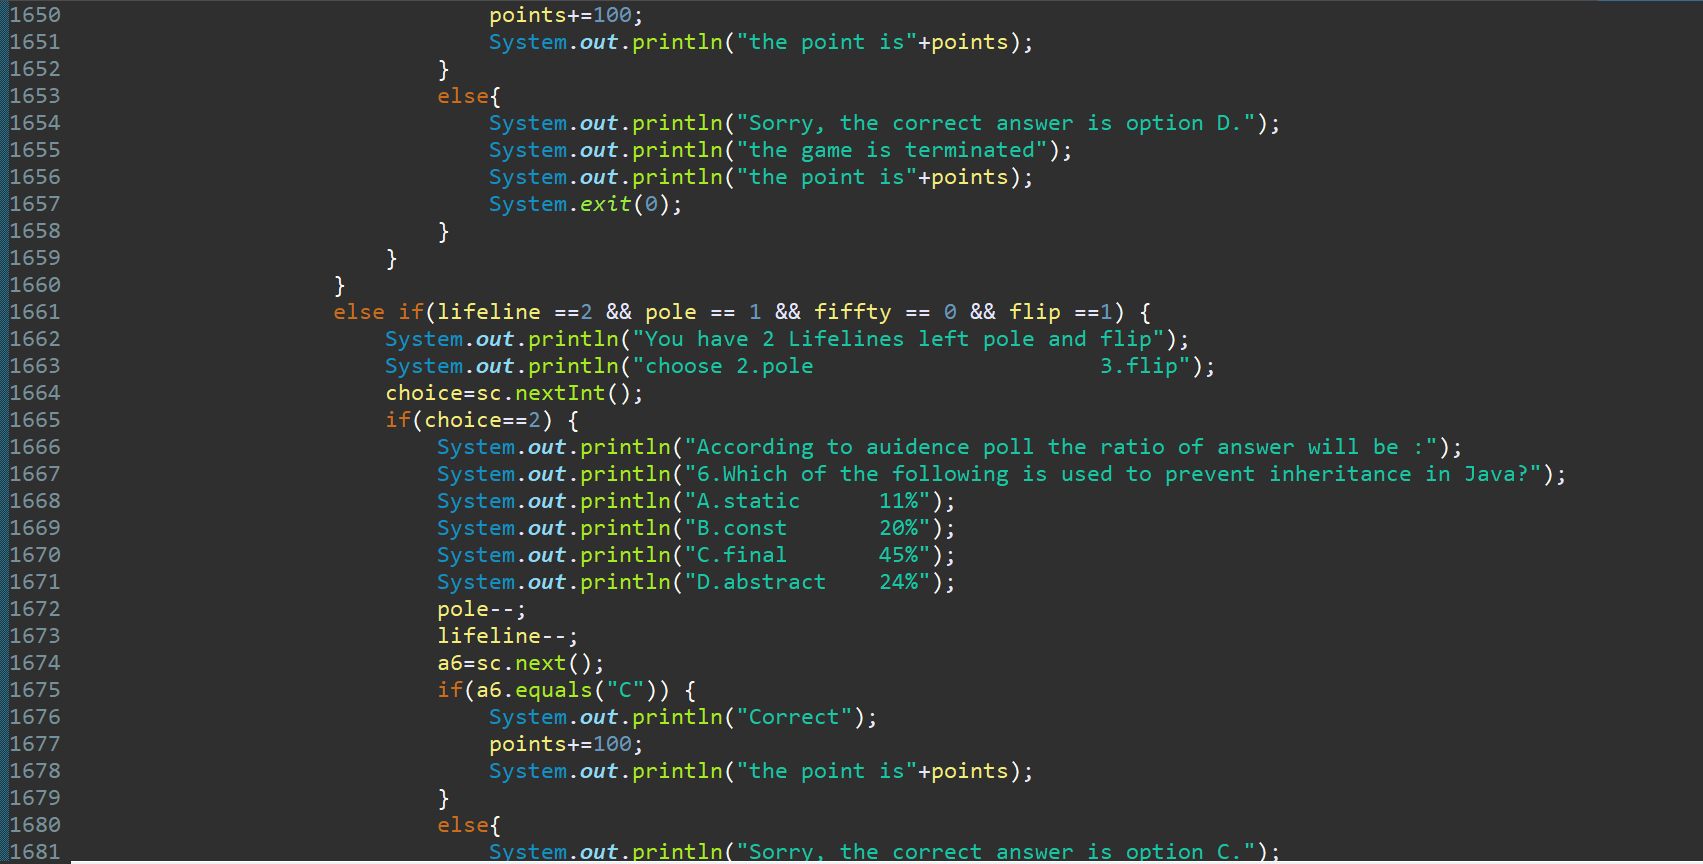 1650 points+=100;
1651 System.out.println("the point is"+points);
1652 }
1653 else{
1654 System.out.println("Sorry, the correct answer is option D.");
1655 System.out.println("the game is terminated");
1656 System.out.println("the point is"+points);
1657 System.exit(0);
1658 }
1659 }
1660 }
1661 else if(lifeline ==2 && pole == 1 && fiffty == 0 && flip ==1) {
1662 System.out.println("You have 2 Lifelines left pole and flip");
1663 System.out.println("choose 2.pole                      3.flip");
1664 choice=sc.nextInt();
1665 if(choice==2) {
1666 System.out.println("According to auidence poll the ratio of answer will be :");
1667 System.out.println("6.Which of the following is used to prevent inheritance in Java?");
1668 System.out.println("A.static      11%");
1669 System.out.println("B.const       20%");
1670 System.out.println("C.final       45%");
1671 System.out.println("D.abstract    24%");
1672 pole--;
1673 lifeline--;
1674 a6=sc.next();
1675 if(a6.equals("C")) {
1676 System.out.println("Correct");
1677 points+=100;
1678 System.out.println("the point is"+points);
1679 }
1680 else{
1681 System.out.println("Sorry, the correct answer is option C.");